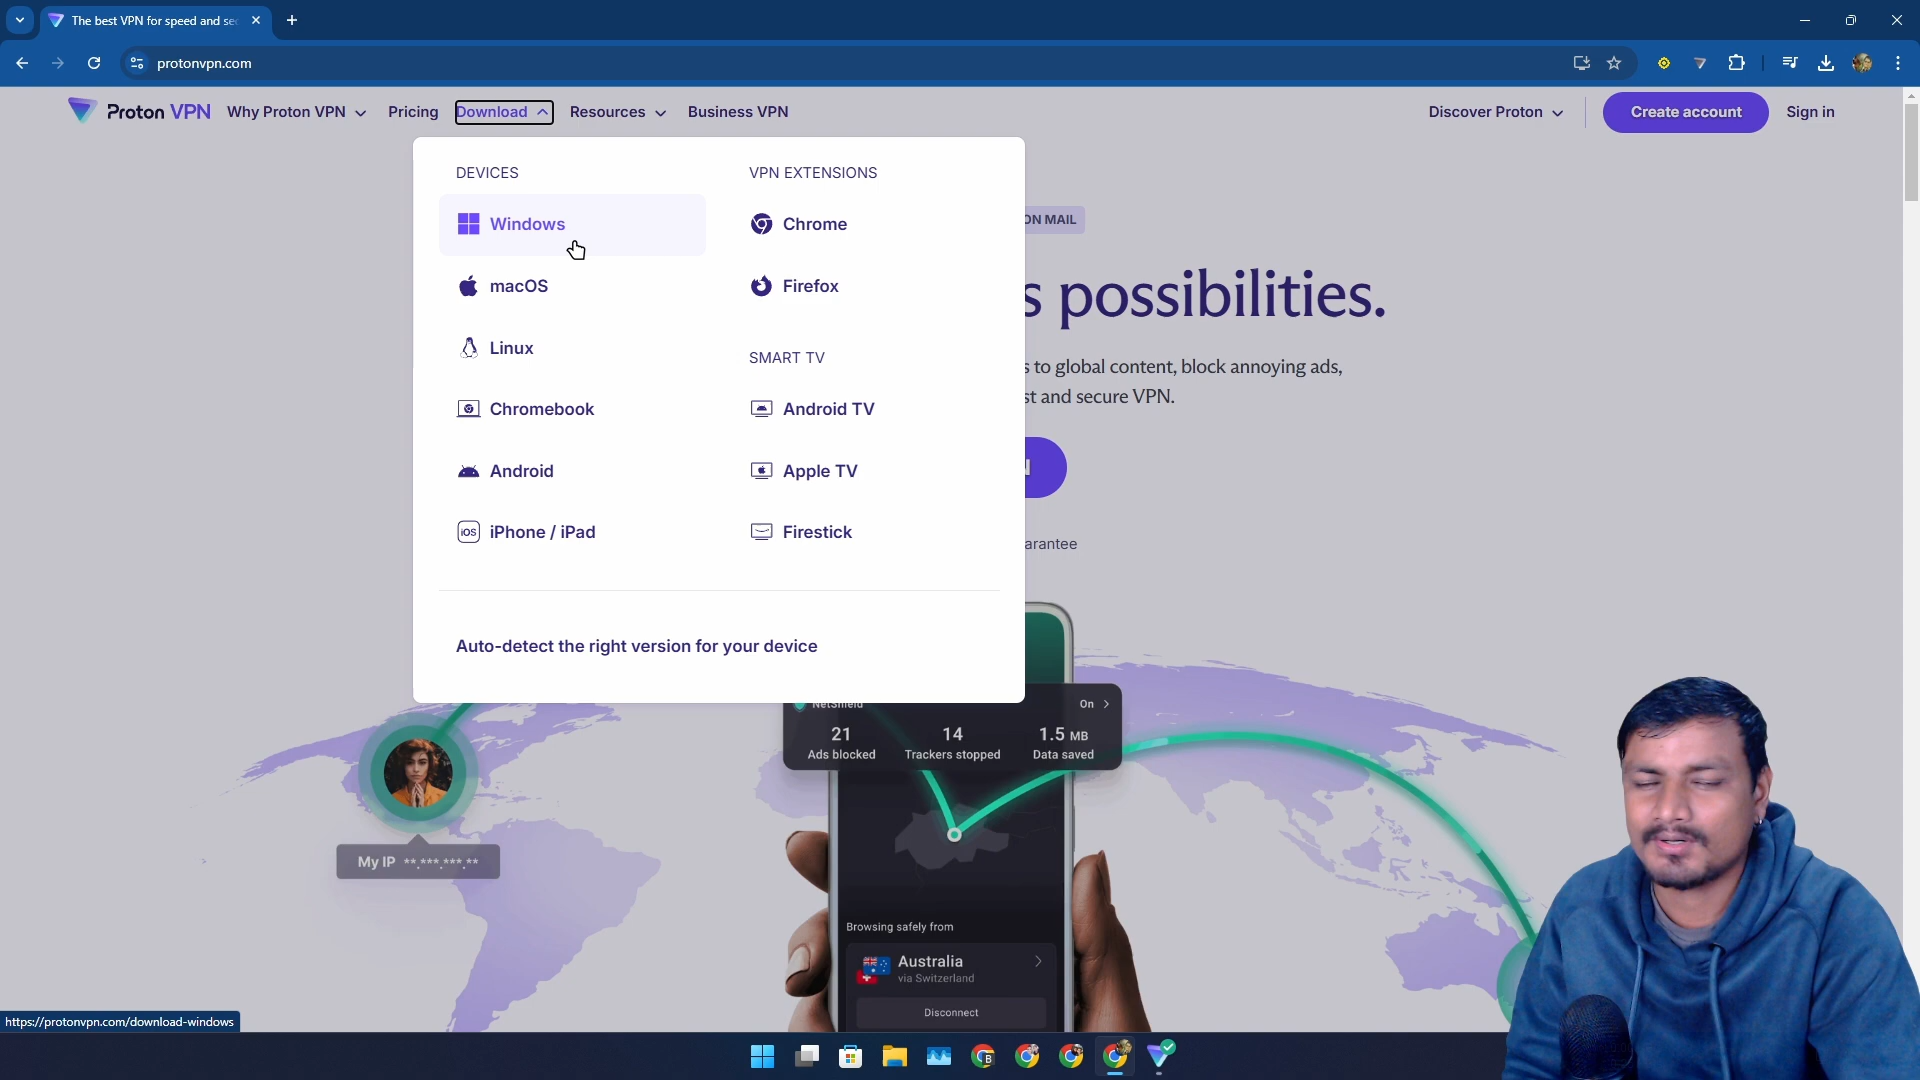 The best VPN for speed and se
protonvpn.com
Proton VPN
Why Proton VPN
Pricing
Download
Resources
Business VPN
Discover Proton
Create account
Sign in
DEVICES
Windows
macOS
Linux
Chromebook
Android
iOS
iPhone / iPad
VPN EXTENSIONS
Chrome
Firefox
SMART TV
Android TV
Apple TV
Firestick
Auto-detect the right version for your device
ON MAIL
s possibilities.
s to global content, block annoying ads,
st and secure VPN.
N
arantee
NetShield
On
21
14
1.5 MB
Ads blocked
Trackers stopped
Data saved
My IP **.***.***.**
Browsing safely from
Australia
via Switzerland
Disconnect
https://protonvpn.com/download-windows
B